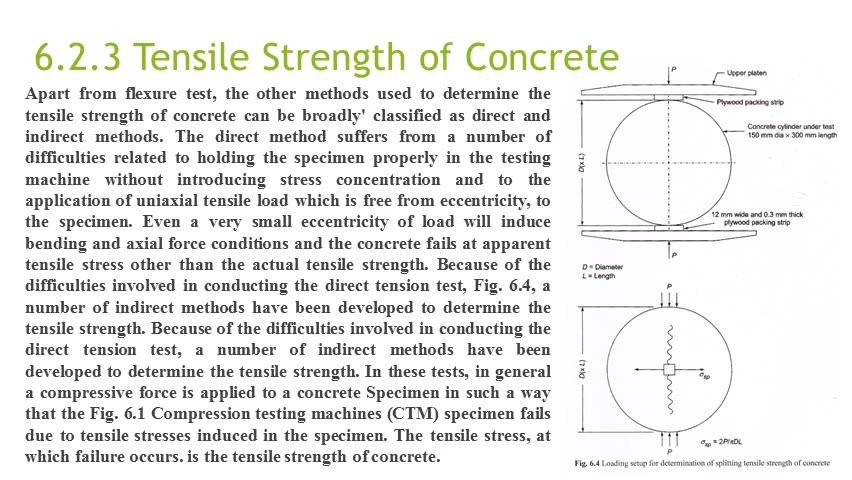 6.2.3 Tensile Strength of Concrete
Apart from flexure test, the other methods used to determine the
tensile strength of concrete can be broadly' classified as direct and
indirect methods. The direct method suffers from a number of
difficulties related to holding the specimen properly in the testing
machine without introducing stress concentration and to the
application of uniaxial tensile load which is free from eccentricity, to
the specimen. Even a very small eccentricity of load will induce
bending and axial force conditions and the concrete fails at apparent
tensile stress other than the actual tensile strength. Because of the
difficulties involved in conducting the direct tension test, Fig. 6.4, a
number of indirect methods have been developed to determine the
tensile strength. Because of the difficulties involved in conducting the
direct tension test, a number of indirect methods have been
developed to determine the tensile strength. In these tests, in general
a compressive force is applied to a concrete Specimen in such a way
that the Fig. 6.1 Compression testing machines (CTM) specimen fails
due to tensile stresses induced in the specimen. The tensile stress, at
which failure occurs. is the tensile strength of concrete.
P
Upper platen
Plywood packing strip
Concrete cylinder under test
150 mm dia × 300 mm length
D(x L)
12 mm wide and 0.3 mm thick
plywood packing strip
P
D = Diameter
L = Length
P
D(x L)
σsp
P
σsp = 2P/πDL
Fig. 6.4 Loading setup for determination of splitting tensile strength of concrete